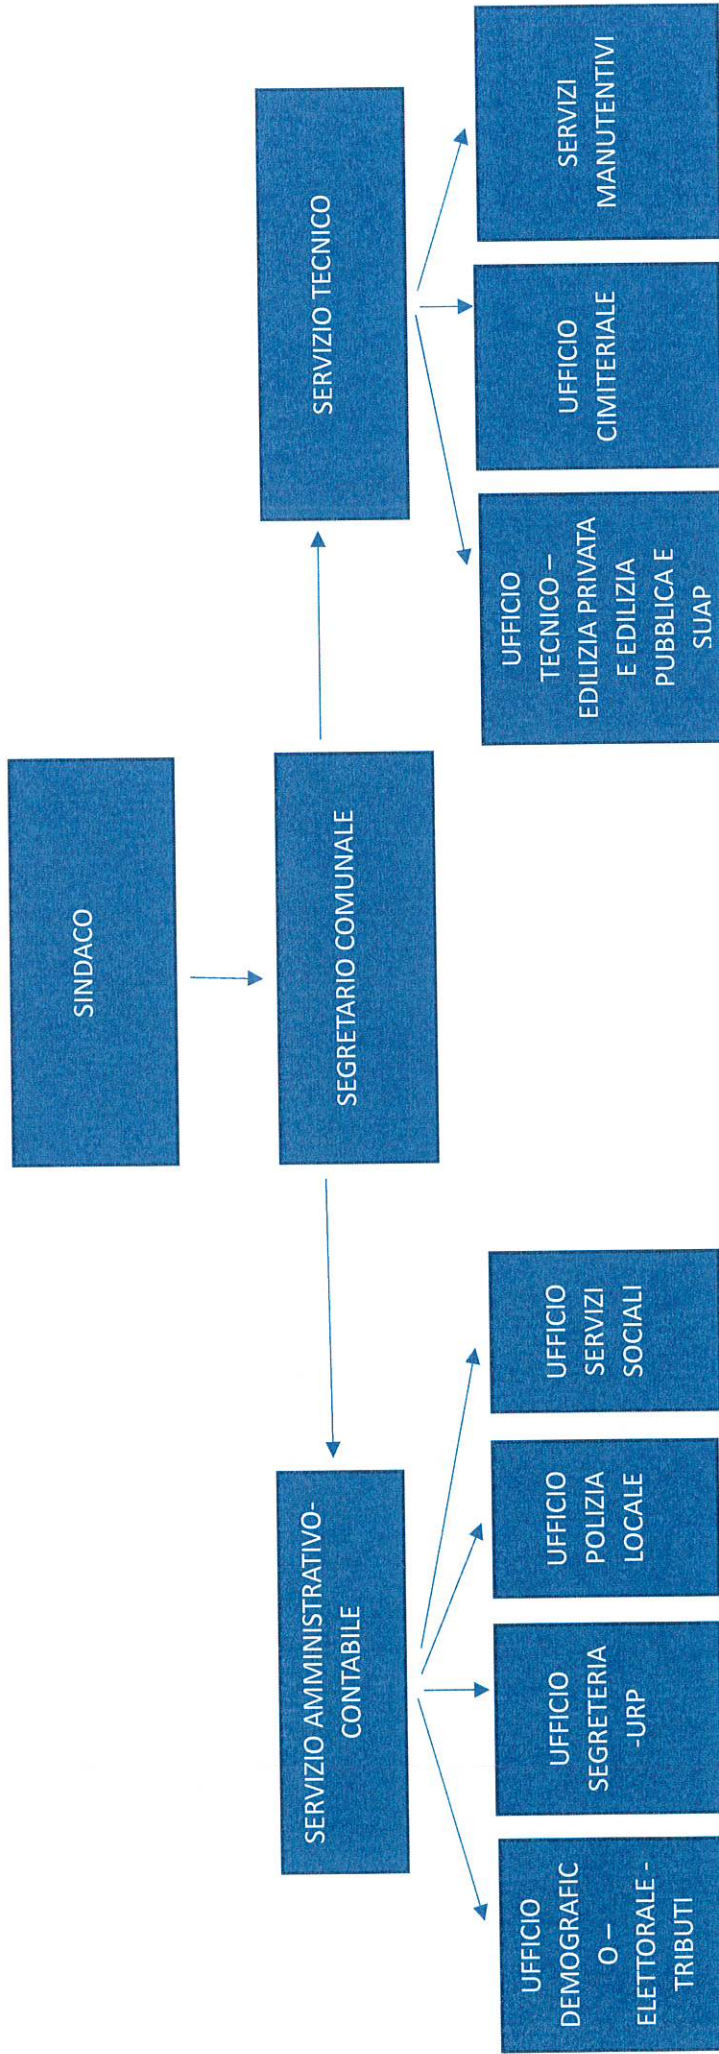 SINDACO
SEGRETARIO COMUNALE
SERVIZIO AMMINISTRATIVO-
CONTABILE
SERVIZIO TECNICO
UFFICIO
DEMOGRAFIC
O –
ELETTORALE -
TRIBUTI
UFFICIO
SEGRETERIA
-URP
UFFICIO
POLIZIA
LOCALE
UFFICIO
SERVIZI
SOCIALI
UFFICIO
TECNICO –
EDILIZIA PRIVATA
E EDILIZIA
PUBBLICA E
SUAP
UFFICIO
CIMITERIALE
SERVIZI
MANUTENTIVI